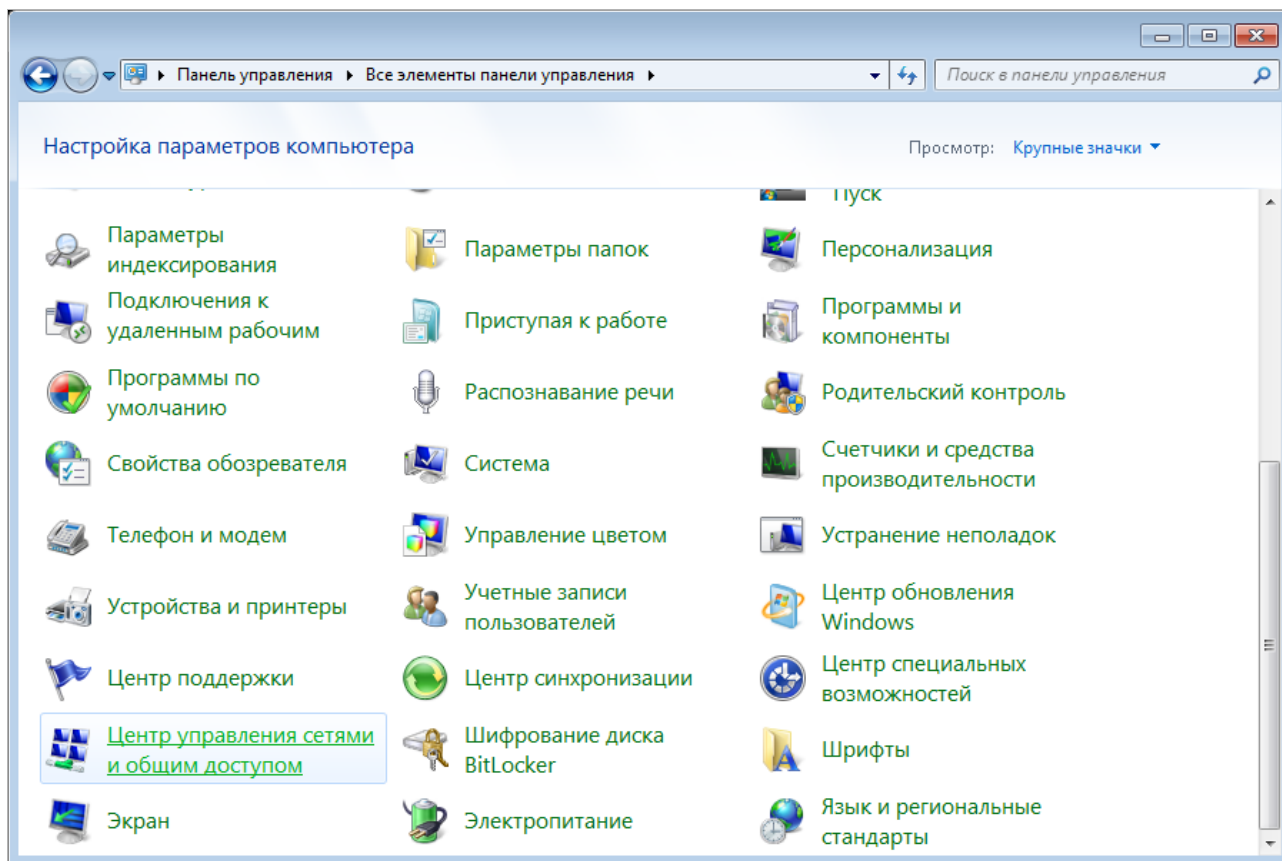 Панель управления ▸ Все элементы панели управления ▸
Поиск в панели управления
Настройка параметров компьютера
Просмотр: Крупные значки
Пуск
Параметры
индексирования
Параметры папок
Персонализация
Подключения к
удаленным рабочим
Приступая к работе
Программы и
компоненты
Программы по
умолчанию
Распознавание речи
Родительский контроль
Свойства обозревателя
Система
Счетчики и средства
производительности
Телефон и модем
Управление цветом
Устранение неполадок
Устройства и принтеры
Учетные записи
пользователей
Центр обновления
Windows
Центр поддержки
Центр синхронизации
Центр специальных
возможностей
Центр управления сетями
и общим доступом
Шифрование диска
BitLocker
Шрифты
Экран
Электропитание
Язык и региональные
стандарты